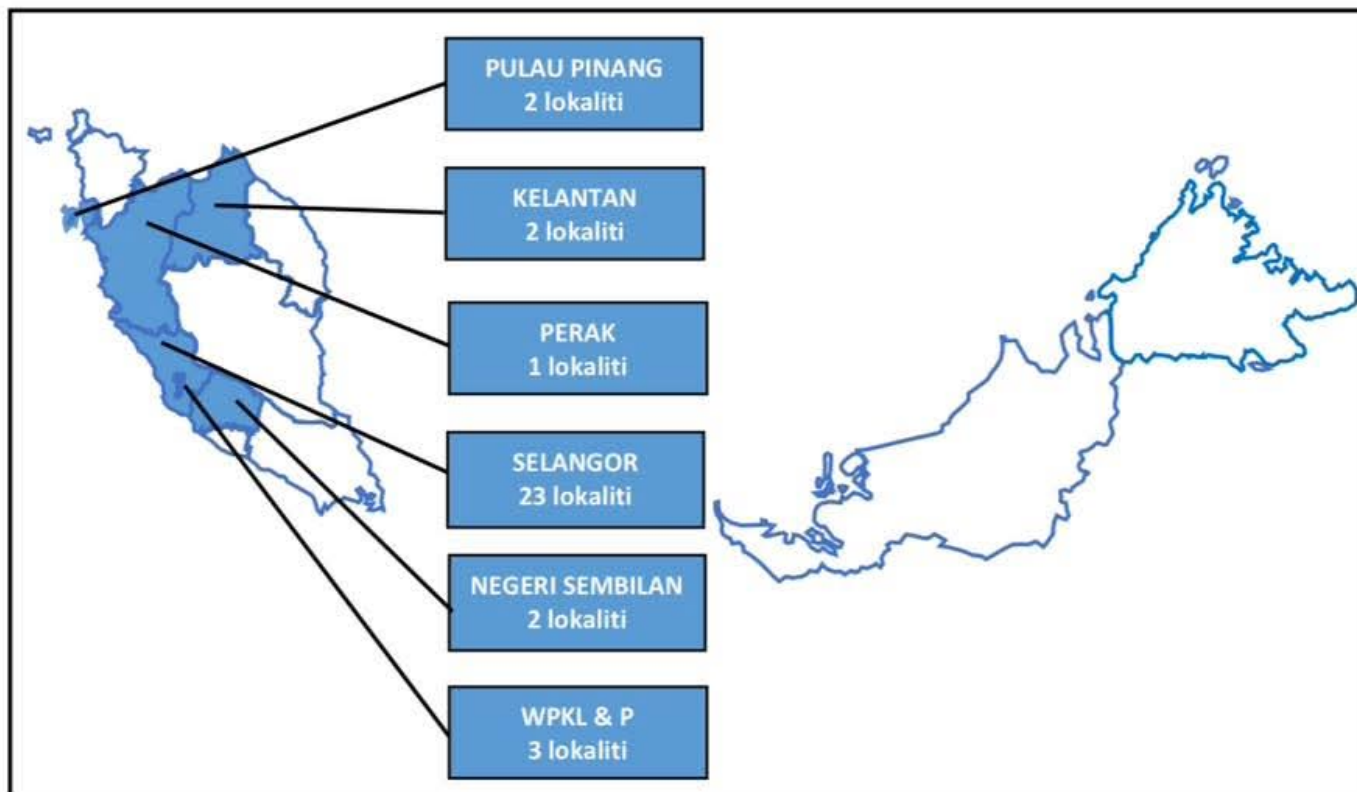 PULAU PINANG
2 lokaliti
KELANTAN
2 lokaliti
PERAK
1 lokaliti
SELANGOR
23 lokaliti
NEGERI SEMBILAN
2 lokaliti
WPKL & P
3 lokaliti